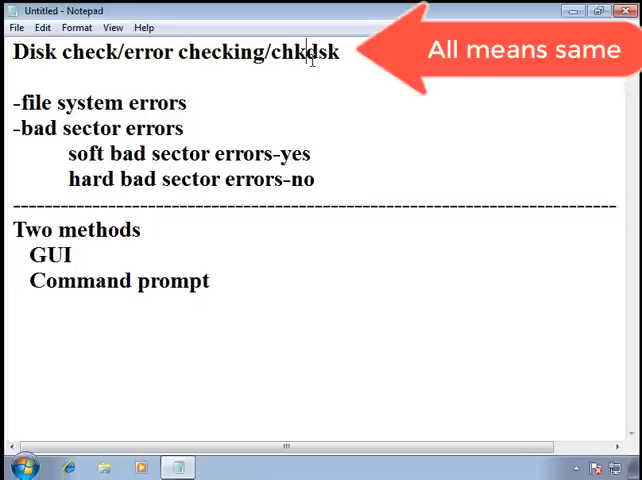 Untitled - Notepad
File Edit Format View Help
Disk check/error checking/chkdsk
All means same
-file system errors
-bad sector errors
soft bad sector errors-yes
hard bad sector errors-no
--------------------------------------------------------------------------
Two methods
GUI
Command prompt